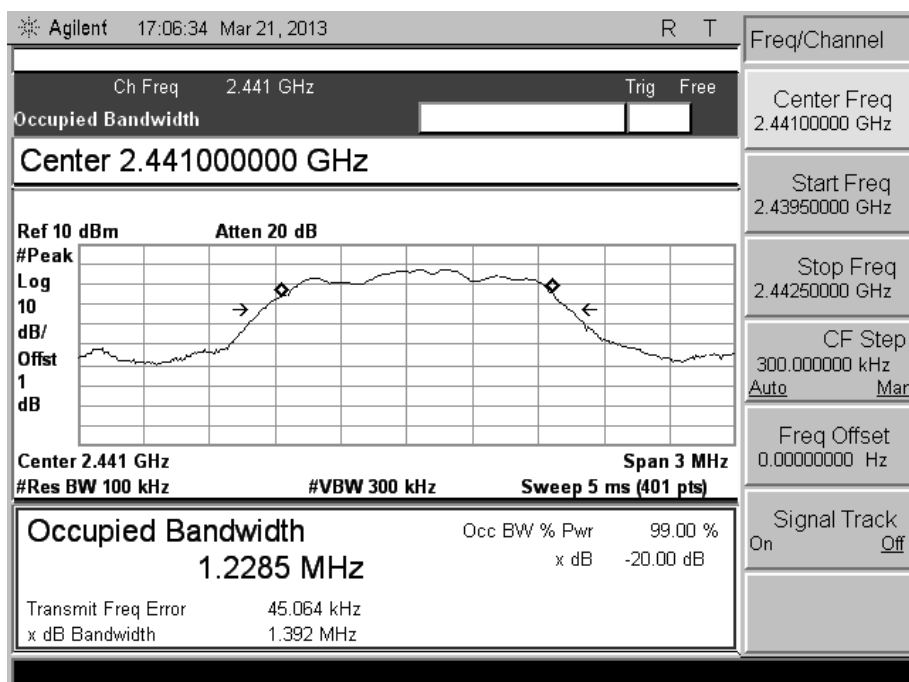 Agilent 17:06:34 Mar 21, 2013 R T
Freq/Channel
Ch Freq 2.441 GHz Trig Free
Occupied Bandwidth
Center 2.441000000 GHz
Center Freq
2.44100000 GHz
Start Freq
2.43950000 GHz
Stop Freq
2.44250000 GHz
CF Step
300.000000 kHz
Auto Man
Freq Offset
0.00000000 Hz
Signal Track
On Off
Ref 10 dBm Atten 20 dB
#Peak
Log
10
dB/
Offst
1
dB
Center 2.441 GHz Span 3 MHz
#Res BW 100 kHz #VBW 300 kHz Sweep 5 ms (401 pts)
Occupied Bandwidth
1.2285 MHz
Occ BW % Pwr 99.00 %
x dB -20.00 dB
Transmit Freq Error 45.064 kHz
x dB Bandwidth 1.392 MHz